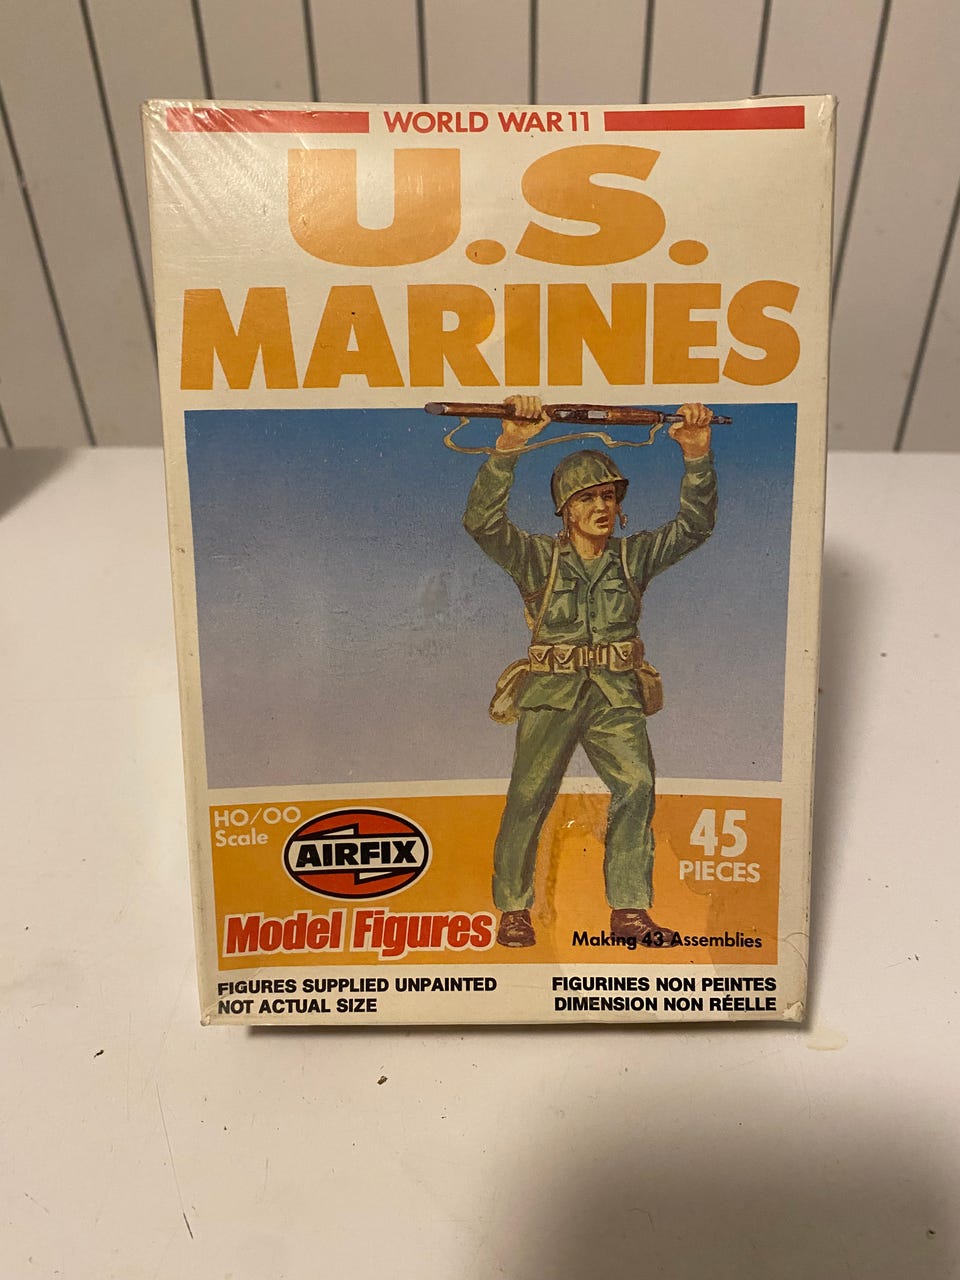 WORLD WAR 11
U.S.
MARINES
HO/OO
Scale
AIRFIX
Model Figures
45
PIECES
Making 43 Assemblies
FIGURES SUPPLIED UNPAINTED
NOT ACTUAL SIZE
FIGURINES NON PEINTES
DIMENSION NON RÉELLE